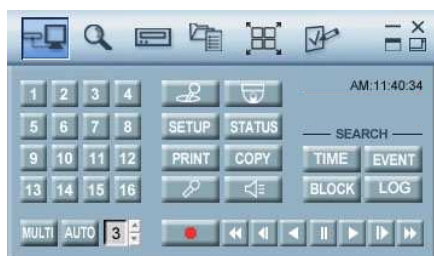 AM:11:40:34
1 2 3 4
5 6 7 8 SETUP STATUS
SEARCH
9 10 11 12 PRINT COPY TIME EVENT
13 14 15 16 BLOCK LOG
MULTI AUTO 3